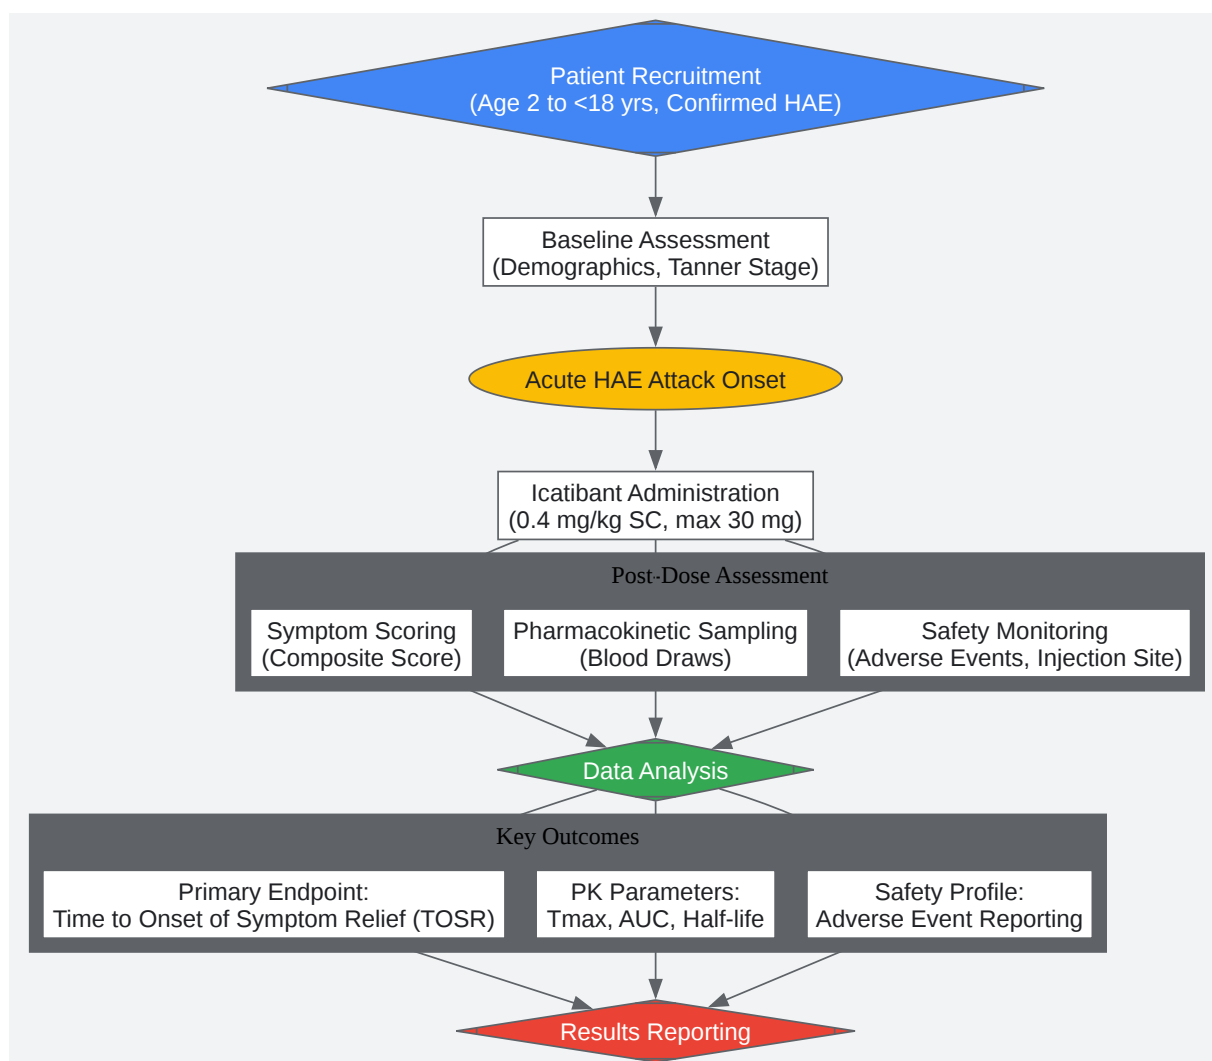 Patient Recruitment
(Age 2 to <18 yrs, Confirmed HAE)
Baseline Assessment
(Demographics, Tanner Stage)
Acute HAE Attack Onset
Icatibant Administration
(0.4 mg/kg SC, max 30 mg)
Post-Dose Assessment
Symptom Scoring
(Composite Score)
Pharmacokinetic Sampling
(Blood Draws)
Safety Monitoring
(Adverse Events, Injection Site)
Data Analysis
Key Outcomes
Primary Endpoint:
Time to Onset of Symptom Relief (TOSR)
PK Parameters:
Tmax, AUC, Half-life
Safety Profile:
Adverse Event Reporting
Results Reporting